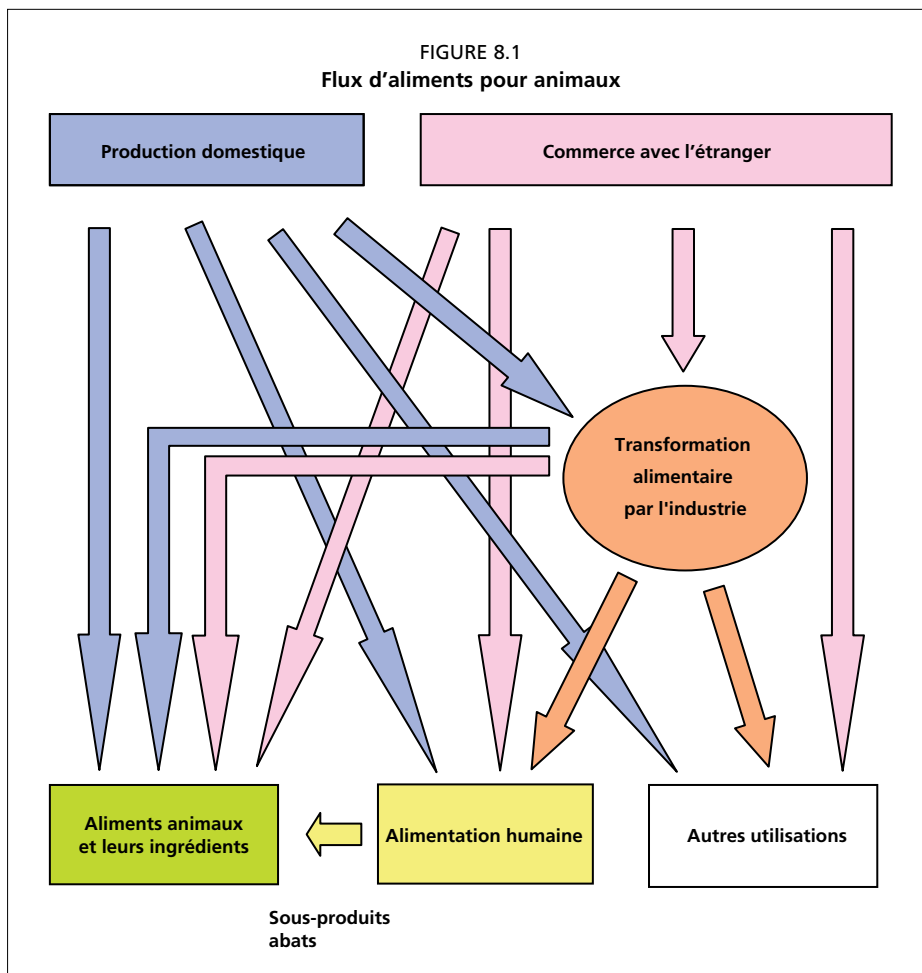 FIGURE 8.1
Flux d’aliments pour animaux
Production domestique
Commerce avec l’étranger
Transformation
alimentaire
par l'industrie
Aliments animaux
et leurs ingrédients
Alimentation humaine
Autres utilisations
Sous-produits
abats